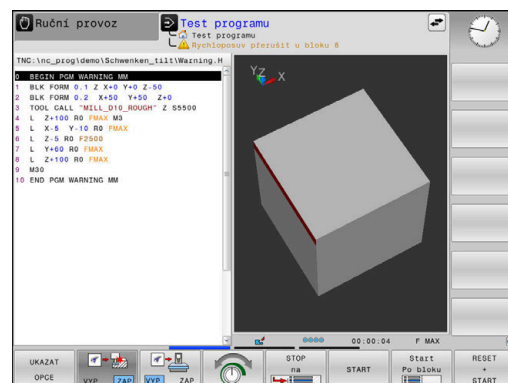 Ruční provoz
Test programu
Test programu
Rychloposuv přerušit u bloku 8
TNC:\nc_prog\demo\Schwenken_tilt\Warning.H
0 BEGIN PGM WARNING MM
1 BLK FORM 0.1 Z X+0 Y+0 Z-50
2 BLK FORM 0.2 X+50 Y+50 Z+0
3 TOOL CALL "MILL_D10_ROUGH" Z S5500
4 L Z+100 R0 FMAX M3
5 L X-5 Y-10 R0 FMAX
6 L Z-5 R0 F2500
7 L Y+60 R0 FMAX
8 L Z+100 R0 FMAX
9 M30
10 END PGM WARNING MM
Y Z X
00:00:04 F MAX
UKAZAT
OPCE
VYP ZAP
VYP ZAP
STOP
na
START
Start
Po bloku
RESET
+
START